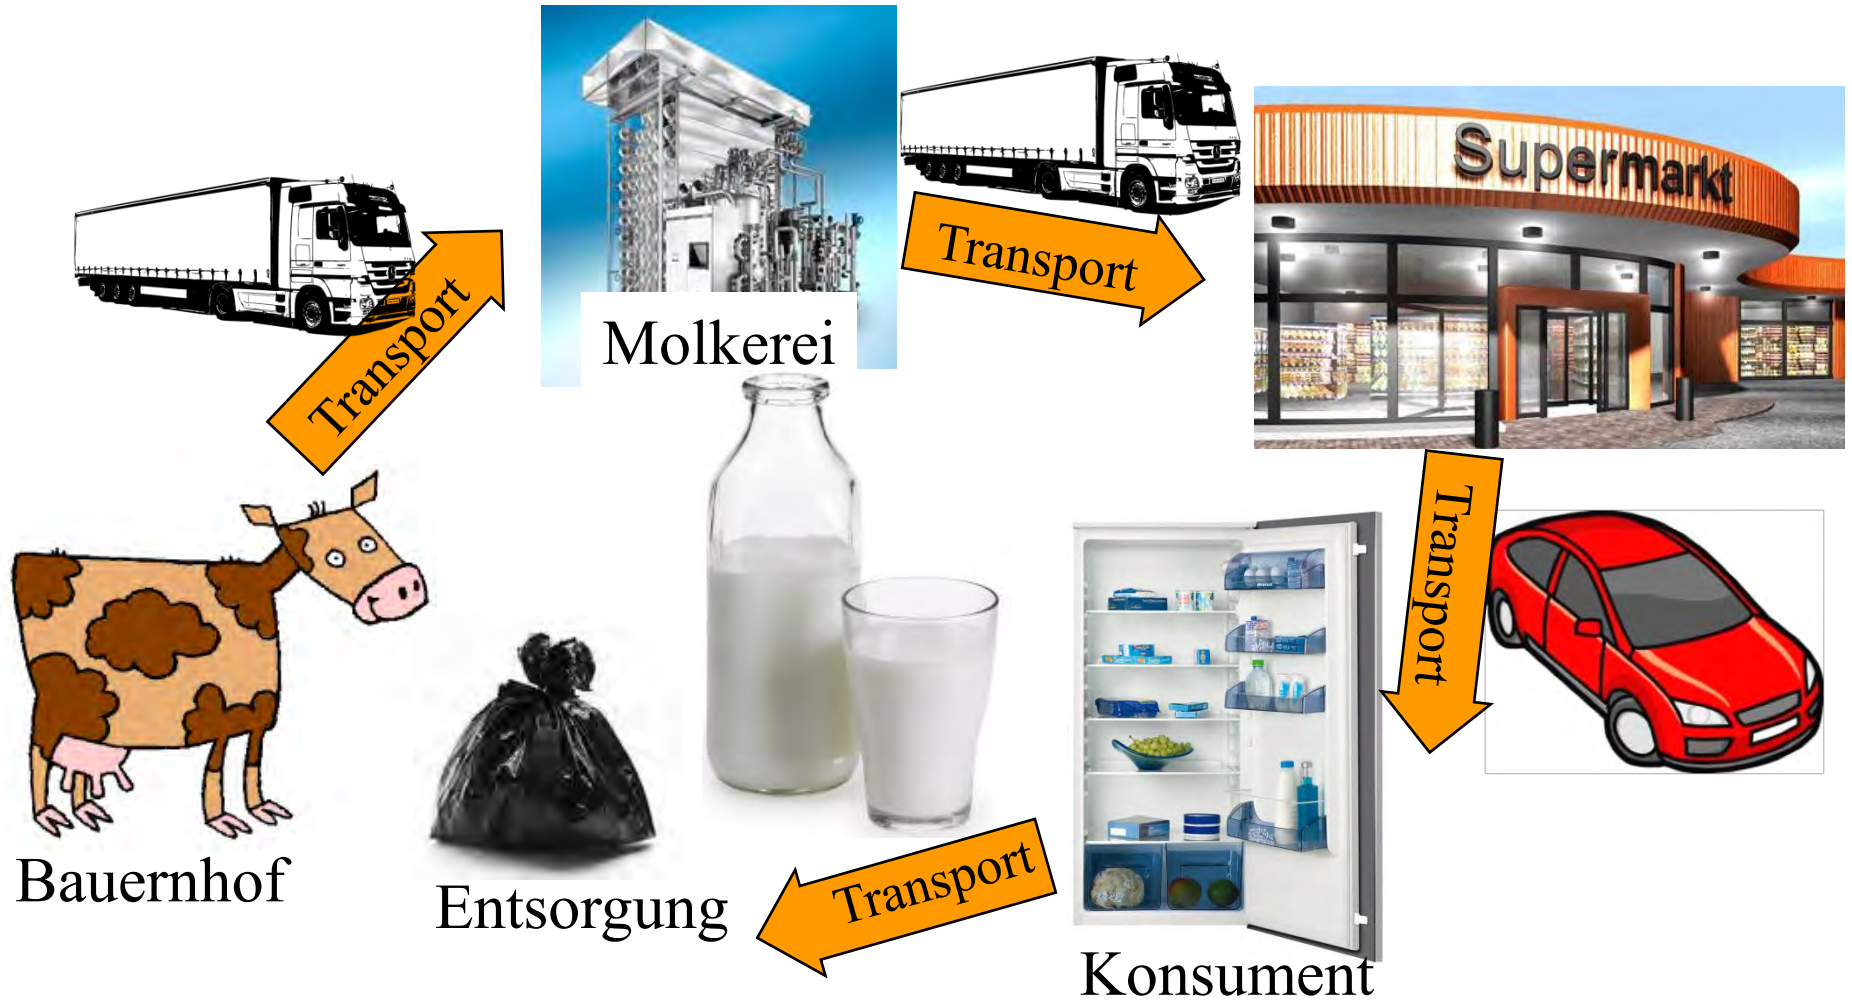 Transport
Molkerei
Transport
Supermarkt
Transport
Bauernhof
Entsorgung
Transport
Konsument